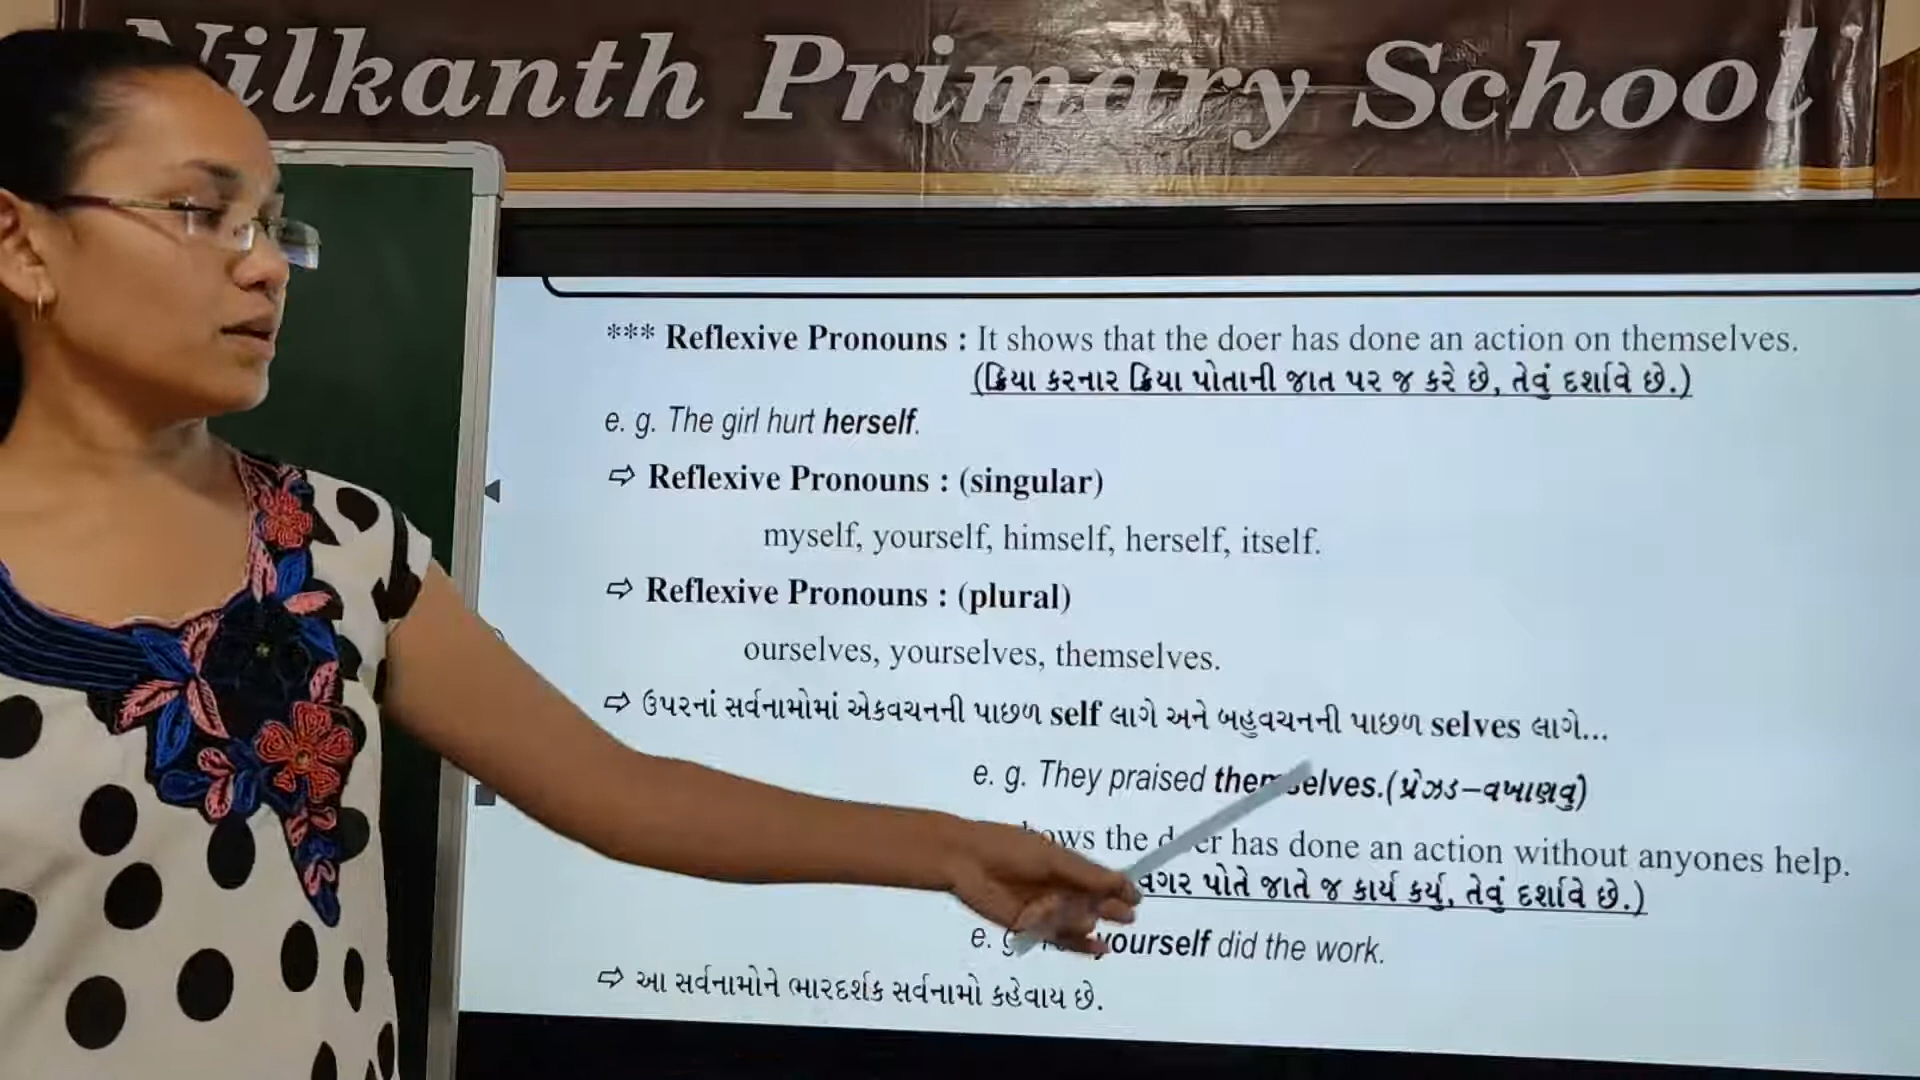 Nilkanth Primary School
*** Reflexive Pronouns : It shows that the doer has done an action on themselves.
(ક્રિયા કરનાર ક્રિયા પોતાની જાત પર જ કરે છે, તેવું દર્શાવે છે.)
e. g. The girl hurt herself.
⇨ Reflexive Pronouns : (singular)
myself, yourself, himself, herself, itself.
⇨ Reflexive Pronouns : (plural)
ourselves, yourselves, themselves.
⇨ ઉપરનાં સર્વનામોમાં એકવચનની પાછળ self લાગે અને બહુવચનની પાછળ selves લાગે...
e. g. They praised themselves.(પ્રેઝડ–વખાણવુ)
the doer has done an action without anyones help.
વગર પોતે જાતે જ કાર્ય કર્યુ, તેવું દર્શાવે છે.)
e. yourself did the work.
⇨ આ સર્વનામોને ભારદર્શક સર્વનામો કહેવાય છે.